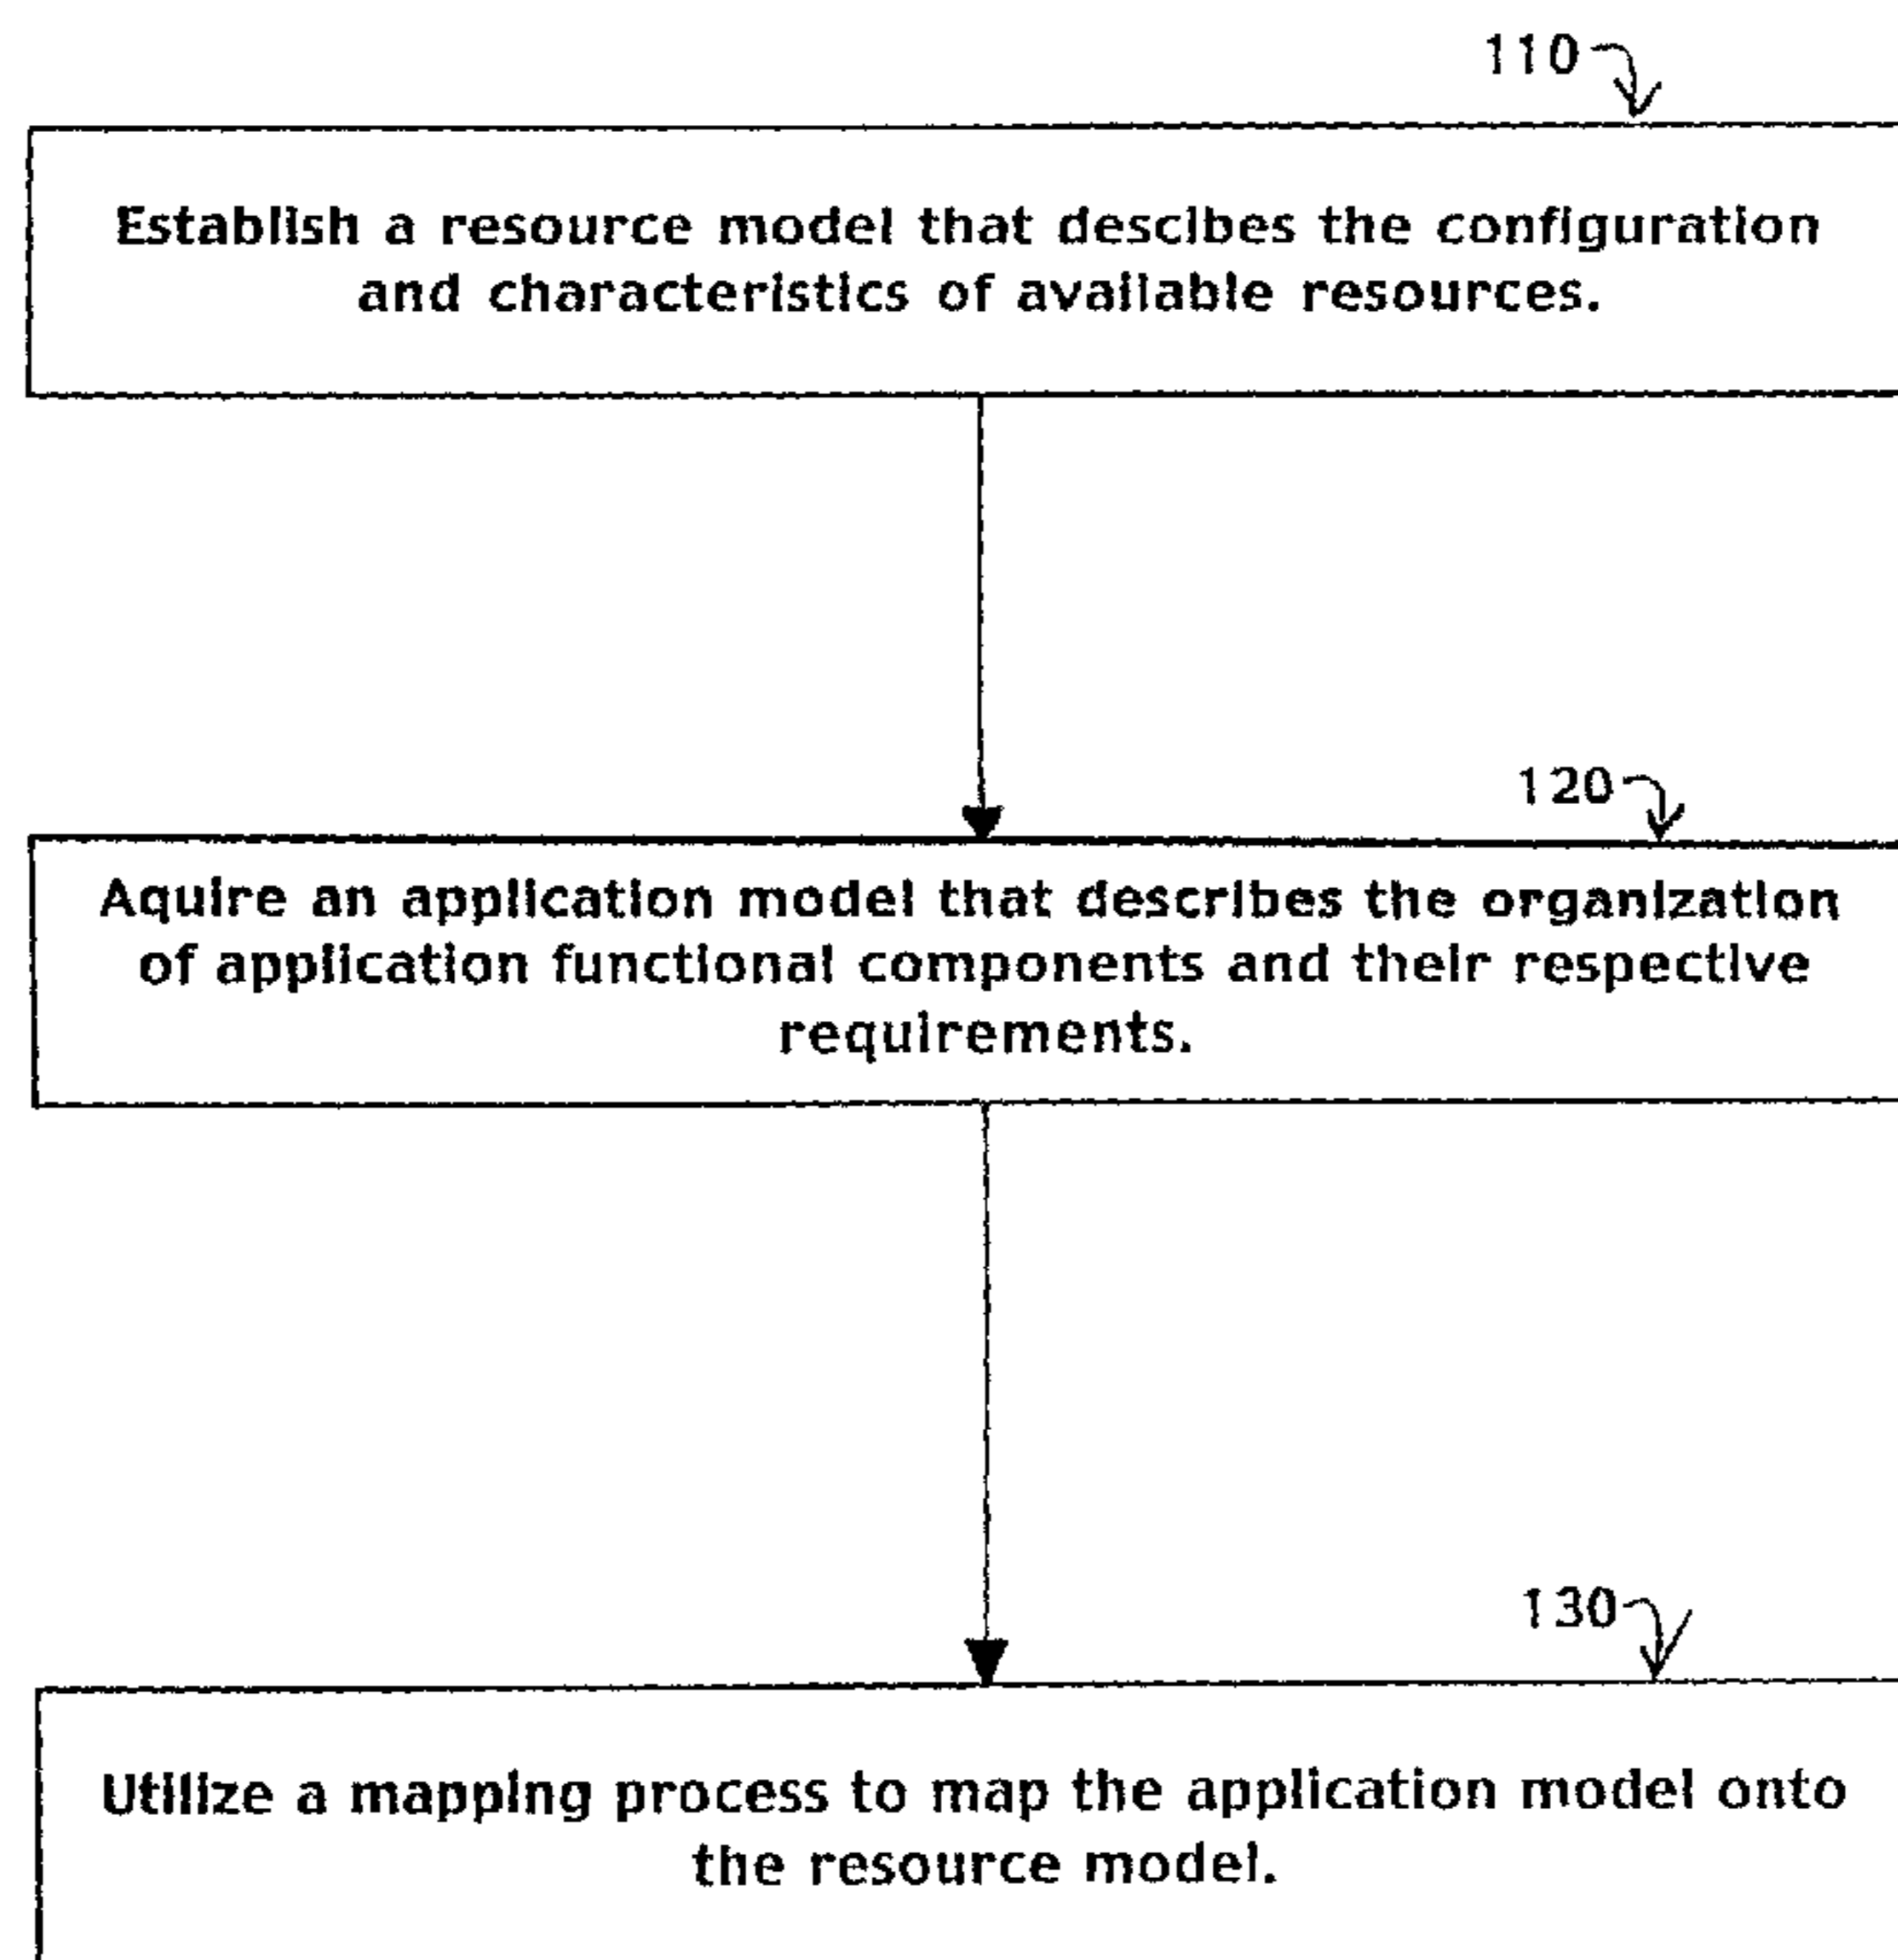 110
Establish a resource model that descibes the configuration
and characteristics of available resources.
120
Aquire an application model that describes the organization
of application functional components and their respective
requirements.
130
Utilize a mapping process to map the application model onto
the resource model.